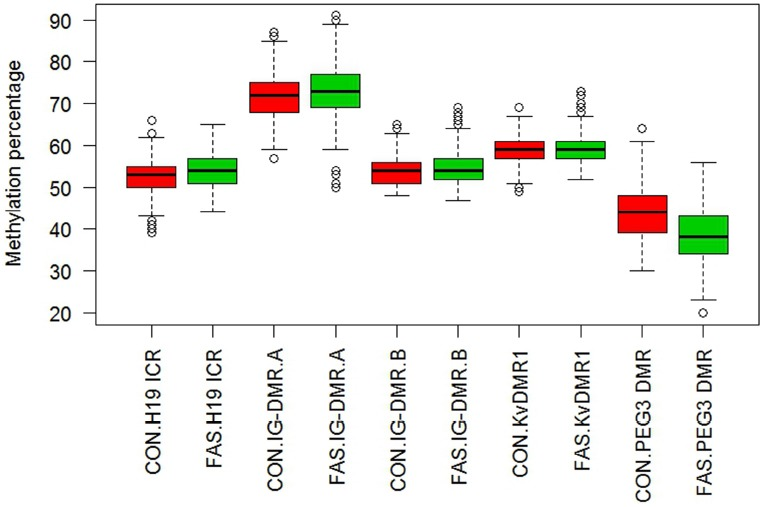 Methylation percentage
90
80
70
60
50
40
30
20
CON.H19 ICR
FAS.H19 ICR
CON.IG-DMR.A
FAS.IG-DMR.A
CON.IG-DMR.B
FAS.IG-DMR.B
CON.KvDMR1
FAS.KvDMR1
CON.PEG3 DMR
FAS.PEG3 DMR